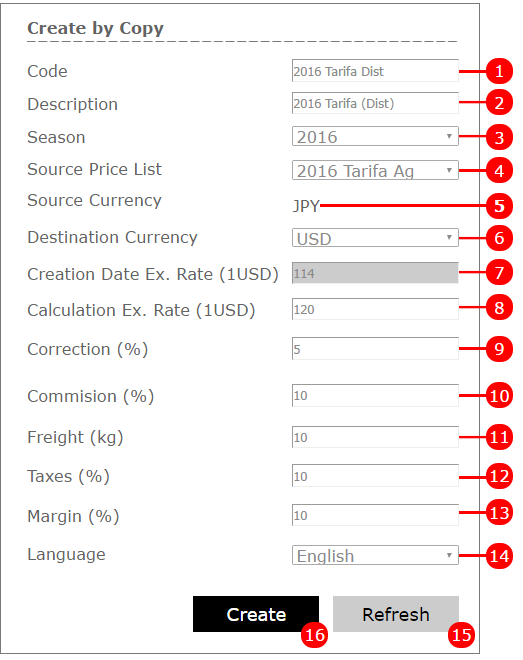 Create by Copy
Code 2016 Tarifa Dist 1
Description 2016 Tarifa (Dist) 2
Season 2016 3
Source Price List 2016 Tarifa Ag 4
Source Currency JPY 5
Destination Currency USD 6
Creation Date Ex. Rate (1USD) 114 7
Calculation Ex. Rate (1USD) 120 8
Correction (%) 5 9
Commision (%) 10 10
Freight (kg) 10 11
Taxes (%) 10 12
Margin (%) 10 13
Language English 14
Create Refresh
16 15